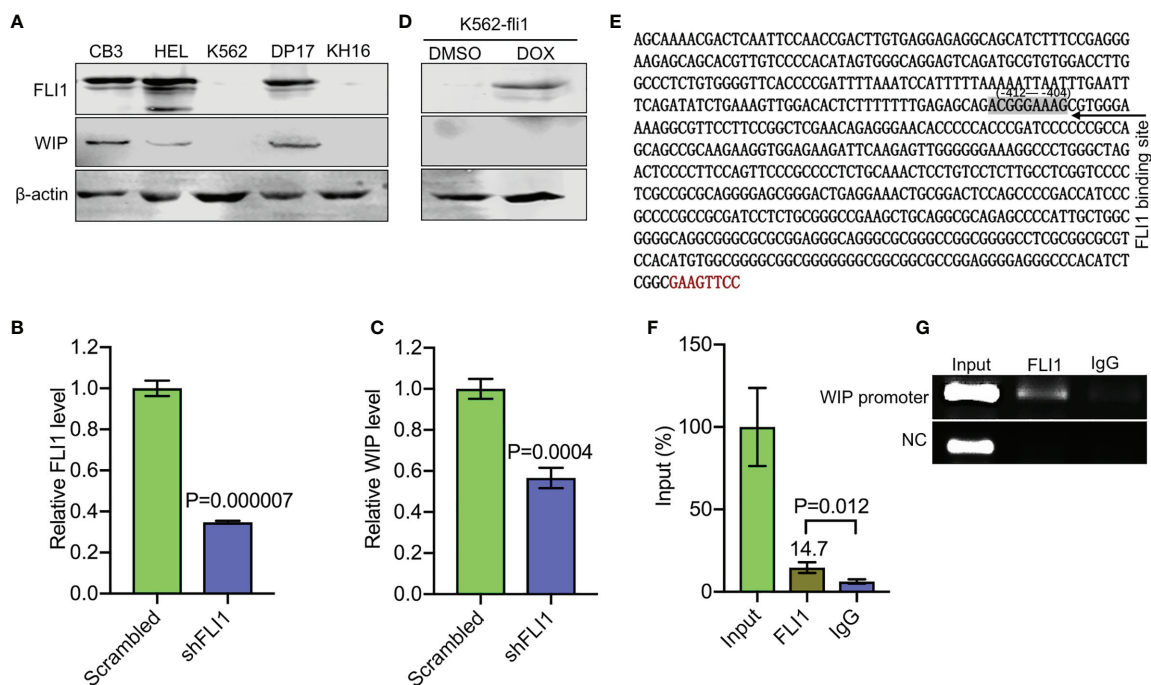 A
CB3 HEL K562 DP17 KH16
FLI1
WIP
β-actin
D
K562-fli1
DMSO DOX
E
AGCAAAACGACTCAATTCCAACCGACTTGTGAGGAGAGGCAGCATCTTTCCGAGGG
AAGAGCAGCACGTTGTCCCCACATAGTGGGCAGGAGTCAGATGCGTGTGGACCTTG
GCCCTCTGTGGGGTTCACCCCGATTTTAAATCCATTTTTAAAAATTAATTTGAATT
(-412— -404)
TCAGATATCTGAAAGTTGGACACTCTTTTTTTGAGAGCAGACGGGAAAGCGTGGGA
AAAGGCGTTCCTTCCGGCTCGAACAGAGGGAACACCCCCACCCGATCCCCCCGCCA
GCAGCCGCAAGAAGGTGGAGAAGATTCAAGAGTTGGGGGGAAAGGCCCTGGGCTAG
ACTCCCCTTCCAGTTCCCGCCCCTCTGCAAACTCCTGTCCTCTTGCCTCGGTCCCC
TCGCCGCGCAGGGGAGCGGGACTGAGGAAACTGCGGACTCCAGCCCCGACCATCCC
GCCCCGCCGCGATCCTCTGCGGGCCGAAGCTGCAGGCGCAGAGCCCCATTGCTGGC
GGGGCAGGCGGGCGCGCGGAGGGCAGGGCGCGGGCCGGCGGGGCCTCGCGGCGCGT
CCACATGTGGCGGGGCGGCGGGGGGGCGGCGGCGCCGGAGGGGAGGGCCCACATCT
CGGCGAAGTTCC
FLI1 binding site
B
Relative FLI1 level
1.2
1.0
0.8
0.6
0.4
0.2
0.0
P=0.000007
Scrambled
shFLI1
C
Relative WIP level
1.2
1.0
0.8
0.6
0.4
0.2
0.0
P=0.0004
Scrambled
shFLI1
F
Input (%)
150
100
50
0
P=0.012
14.7
Input
FLI1
IgG
G
Input FLI1 IgG
WIP promoter
NC